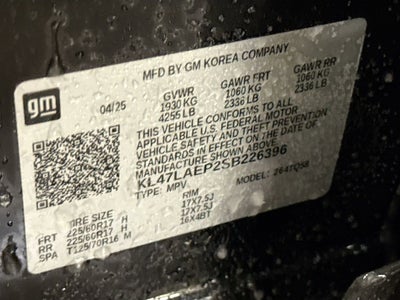 gm
MFD BY GM KOREA COMPANY
04/25
GVWR GAWR FRT GAWR RR
1930 KG 1060 KG 1060 KG
4255 LB 2336 LB 2336 LB
THIS VEHICLE CONFORMS TO ALL
APPLICABLE U.S. FEDERAL MOTOR
VEHICLE SAFETY AND THEFT PREVENTION
STANDARDS IN EFFECT ON THE DATE OF
MANUFACTURE SHOWN ABOVE.
KL47LAEP2SB226396
TYPE: MPV MODEL: 264TQ58
TIRE SIZE RIM
FRT 225/60R17 H 17X7.5J
RR 225/60R17 H 17X7.5J
SPA T125/70R16 M 16X4BT